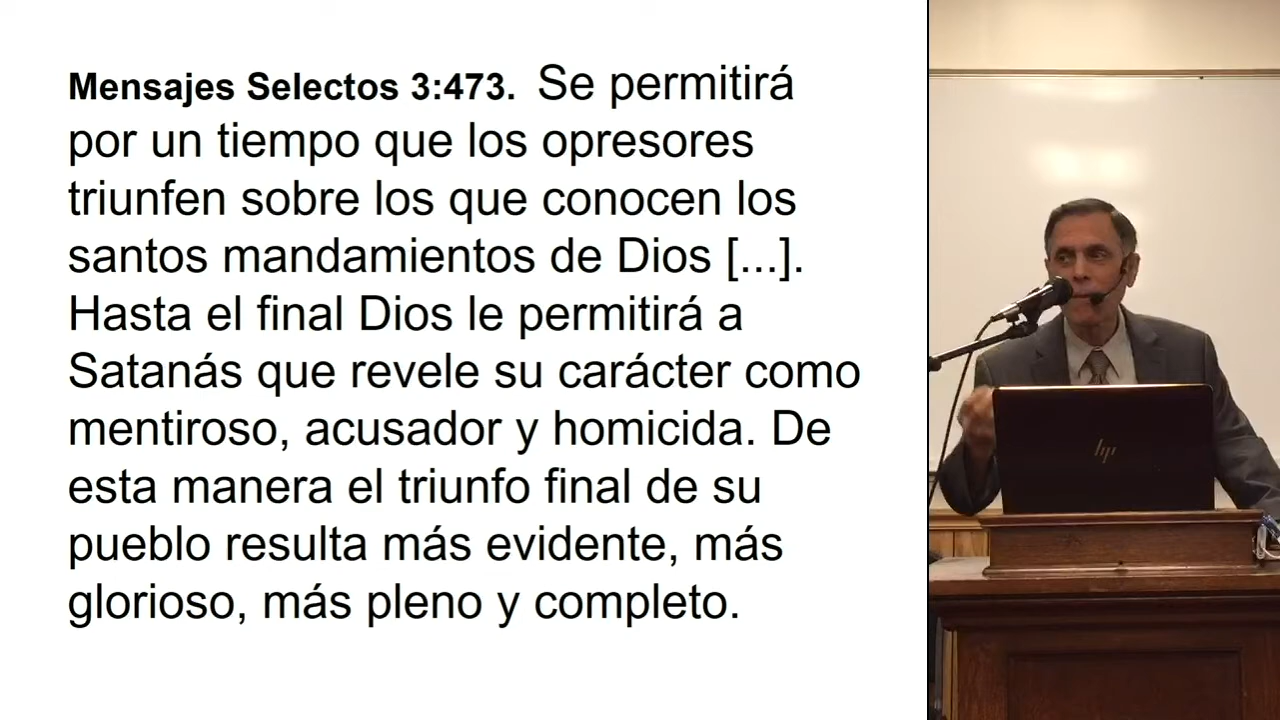 Mensajes Selectos 3:473. Se permitirá
por un tiempo que los opresores
triunfen sobre los que conocen los
santos mandamientos de Dios [...].
Hasta el final Dios le permitirá a
Satanás que revele su carácter como
mentiroso, acusador y homicida. De
esta manera el triunfo final de su
pueblo resulta más evidente, más
glorioso, más pleno y completo.
hp